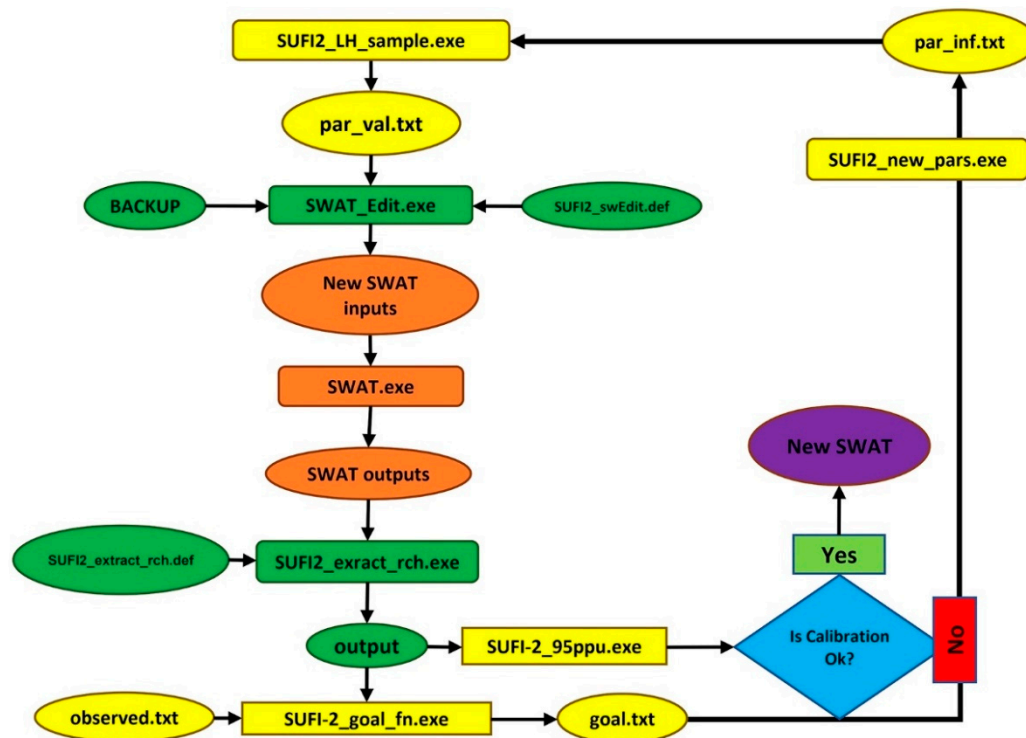 SUFI2_LH_sample.exe
par_inf.txt
par_val.txt
SUFI2_new_pars.exe
BACKUP
SWAT_Edit.exe
SUFI2_swEdit.def
New SWAT
inputs
SWAT.exe
New SWAT
SWAT outputs
SUFI2_extract_rch.def
SUFI2_exract_rch.exe
Yes
output
SUFI-2_95ppu.exe
Is Calibration
Ok?
No
observed.txt
SUFI-2_goal_fn.exe
goal.txt